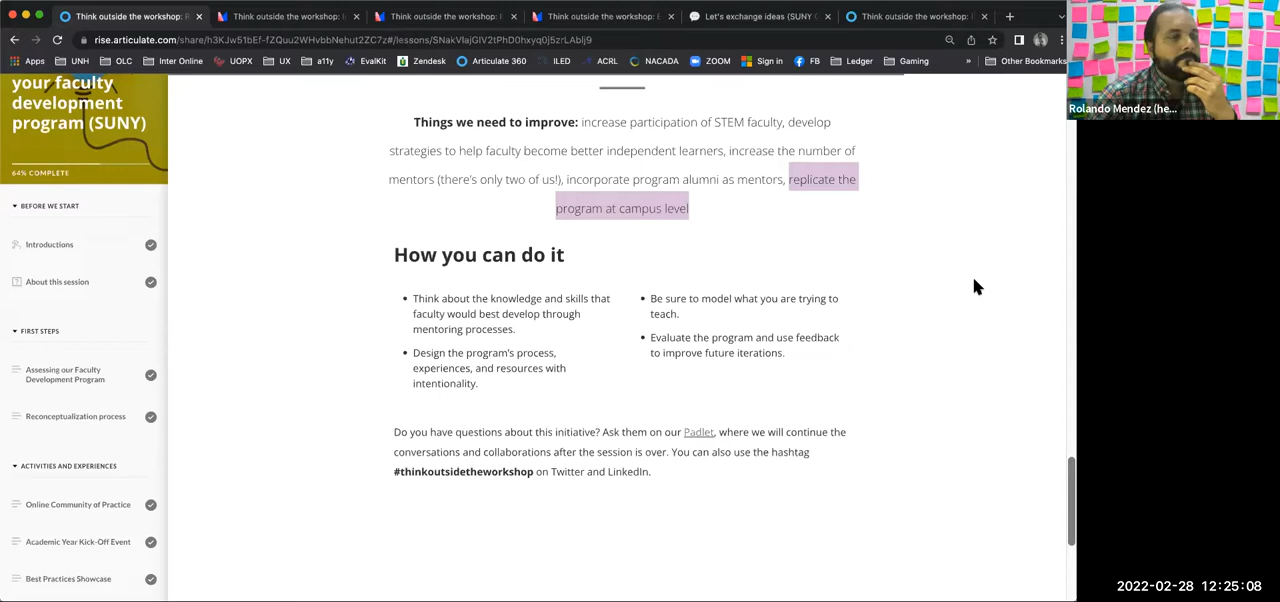 Think outside the workshop: R
Think outside the workshop: I
Think outside the workshop: F
Think outside the workshop: E
Let's exchange ideas (SUNY C
Think outside the workshop:
rise.articulate.com/share/h3KJw51bEf-fZQuu2WHvbbNehut2ZC7z#/lessons/SNakVlajGIV2tPhD0hxyq0j5zrLAblj9
Apps
UNH
OLC
Inter Online
UOPX
UX
a11y
EvalKit
Zendesk
Articulate 360
ILED
ACRL
NACADA
ZOOM
Sign in
FB
Ledger
Gaming
»
Other Bookmarks
Rolando Mendez (he...
your faculty
development
program (SUNY)
64% COMPLETE
BEFORE WE START
Introductions
About this session
FIRST STEPS
Assessing our Faculty
Development Program
Reconceptualization process
ACTIVITIES AND EXPERIENCES
Online Community of Practice
Academic Year Kick-Off Event
Best Practices Showcase
Things we need to improve: increase participation of STEM faculty, develop
strategies to help faculty become better independent learners, increase the number of
mentors (there's only two of us!), incorporate program alumni as mentors, replicate the
program at campus level
How you can do it
• Think about the knowledge and skills that
faculty would best develop through
mentoring processes.
• Design the program's process,
experiences, and resources with
intentionality.
• Be sure to model what you are trying to
teach.
• Evaluate the program and use feedback
to improve future iterations.
Do you have questions about this initiative? Ask them on our Padlet, where we will continue the
conversations and collaborations after the session is over. You can also use the hashtag
#thinkoutsidetheworkshop on Twitter and LinkedIn.
2022-02-28 12:25:08